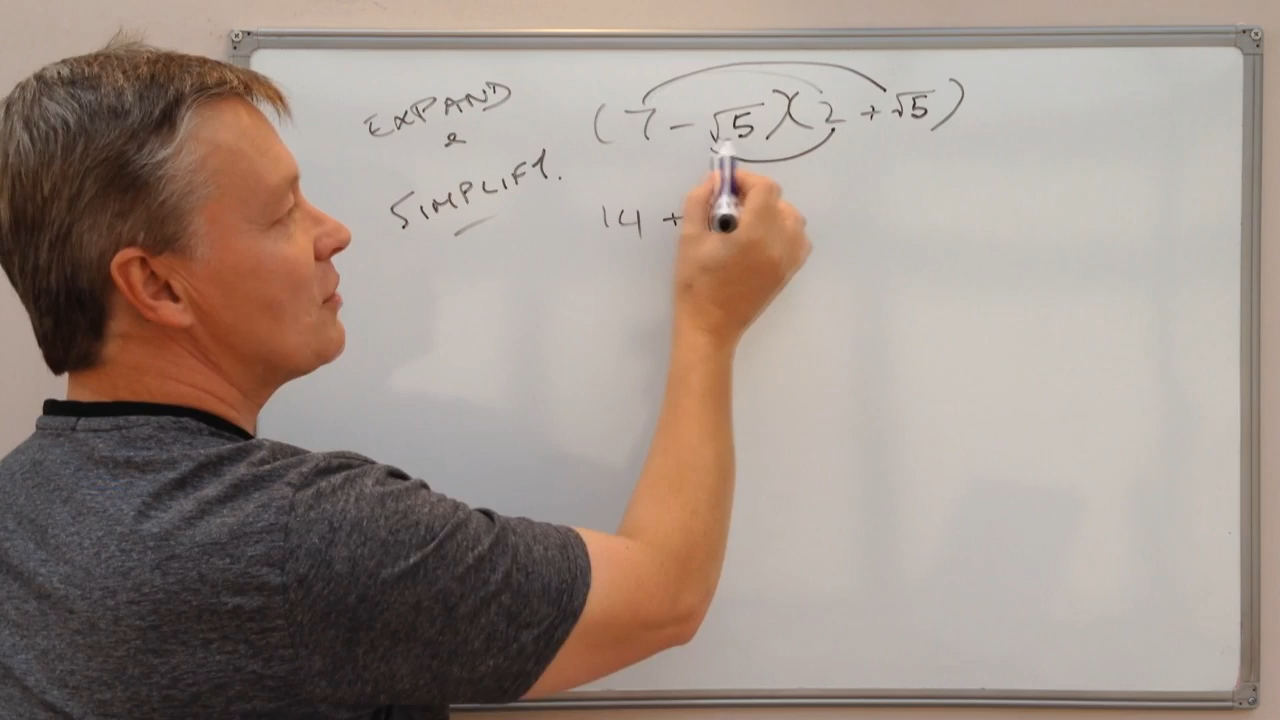 EXPAND
&
SIMPLIFY.
(7 - √5)(2 + √5)
14 +